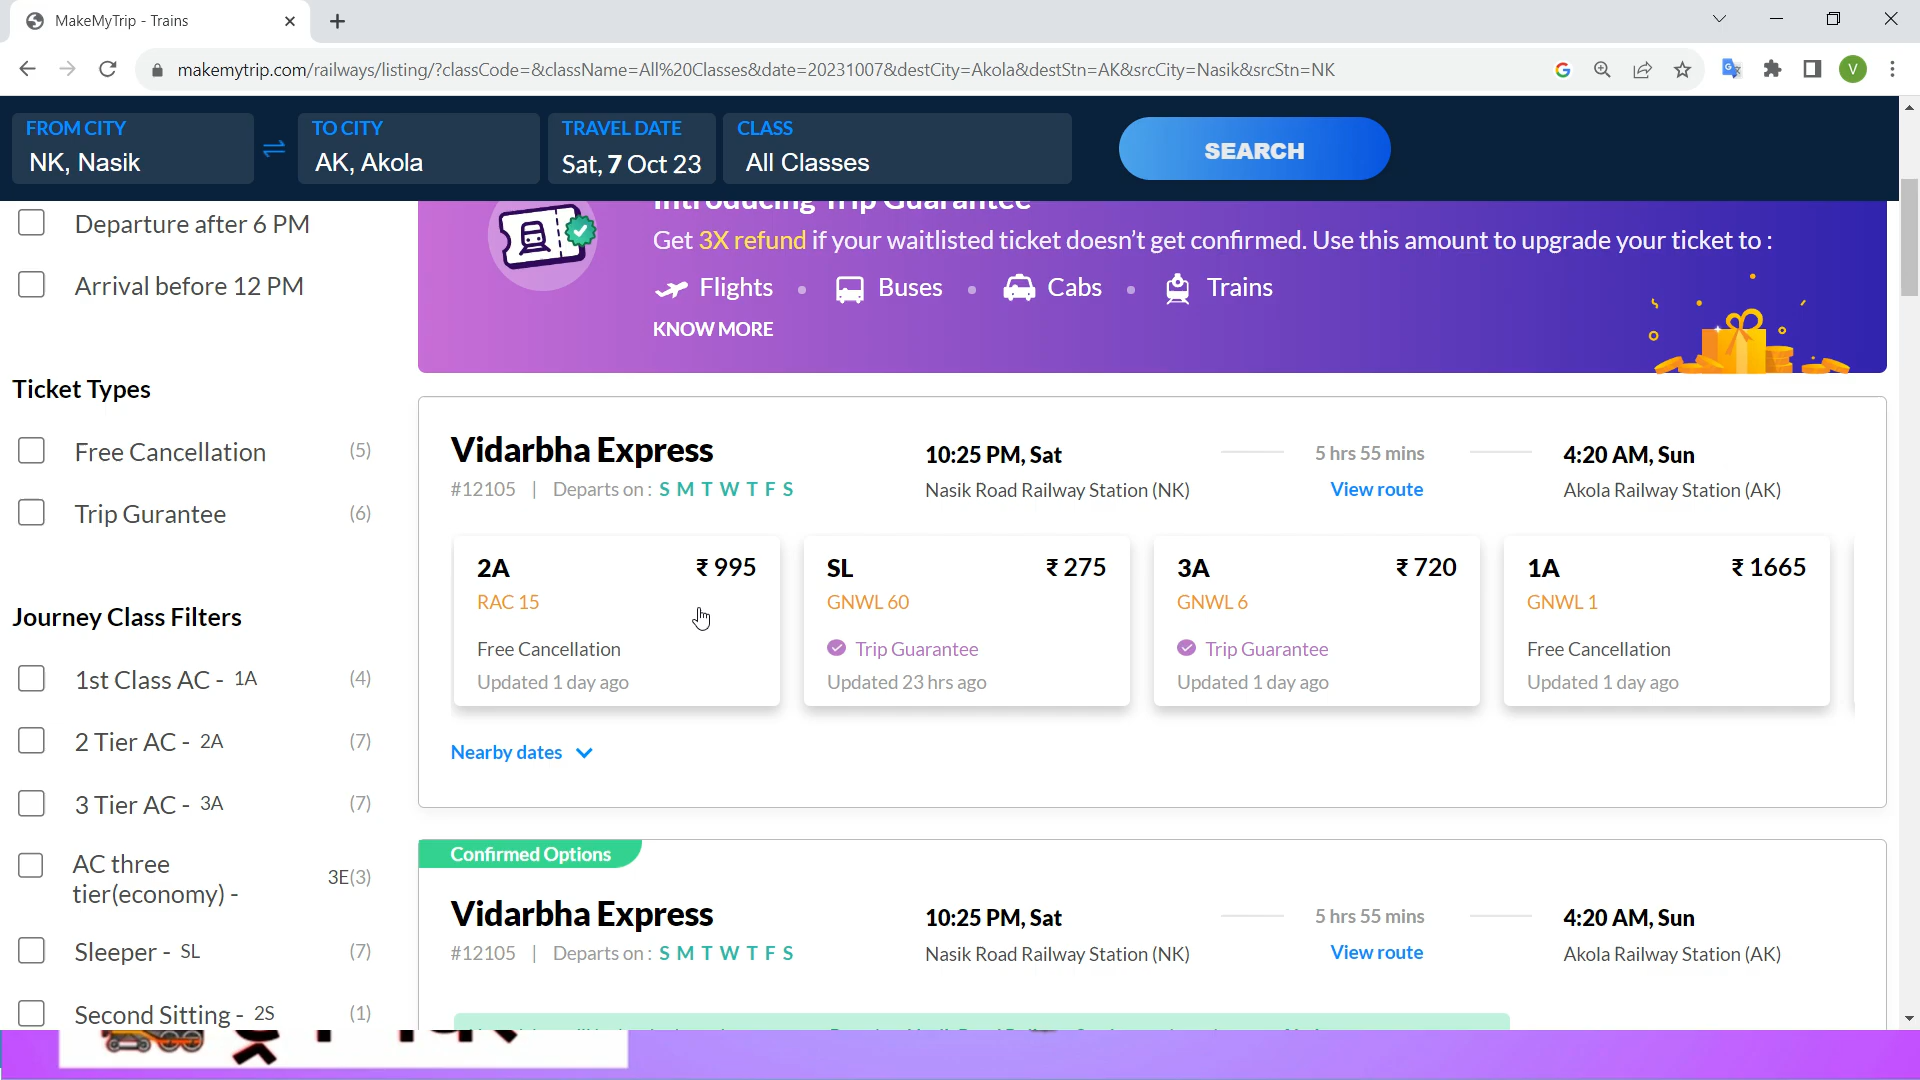 MakeMyTrip - Trains
makemytrip.com/railways/listing/?classCode=&className=All%20Classes&date=20231007&destCity=Akola&destStn=AK&srcCity=Nasik&srcStn=NK
V
FROM CITY
NK, Nasik
TO CITY
AK, Akola
TRAVEL DATE
Sat, 7 Oct 23
CLASS
All Classes
SEARCH
Departure after 6 PM
Arrival before 12 PM
Ticket Types
Free Cancellation (5)
Trip Gurantee (6)
Journey Class Filters
1st Class AC - 1A (4)
2 Tier AC - 2A (7)
3 Tier AC - 3A (7)
AC three
tier(economy) - 3E(3)
Sleeper - SL (7)
Second Sitting - 2S (1)
Introducing Trip Guarantee
Get 3X refund if your waitlisted ticket doesn't get confirmed. Use this amount to upgrade your ticket to :
Flights • Buses • Cabs • Trains
KNOW MORE
Vidarbha Express
#12105 | Departs on : S M T W T F S
10:25 PM, Sat
Nasik Road Railway Station (NK)
5 hrs 55 mins
View route
4:20 AM, Sun
Akola Railway Station (AK)
2A ₹ 995
RAC 15
Free Cancellation
Updated 1 day ago
SL ₹ 275
GNWL 60
Trip Guarantee
Updated 23 hrs ago
3A ₹ 720
GNWL 6
Trip Guarantee
Updated 1 day ago
1A ₹ 1665
GNWL 1
Free Cancellation
Updated 1 day ago
Nearby dates
Confirmed Options
Vidarbha Express
#12105 | Departs on : S M T W T F S
10:25 PM, Sat
Nasik Road Railway Station (NK)
5 hrs 55 mins
View route
4:20 AM, Sun
Akola Railway Station (AK)